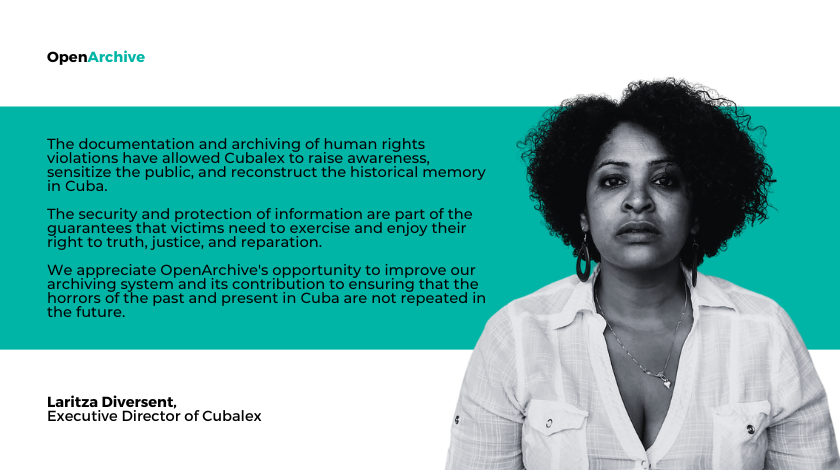 OpenArchive
The documentation and archiving of human rights
violations have allowed Cubalex to raise awareness,
sensitize the public, and reconstruct the historical memory
in Cuba.
The security and protection of information are part of the
guarantees that victims need to exercise and enjoy their
right to truth, justice, and reparation.
We appreciate OpenArchive's opportunity to improve our
archiving system and its contribution to ensuring that the
horrors of the past and present in Cuba are not repeated in
the future.
Laritza Diversent,
Executive Director of Cubalex